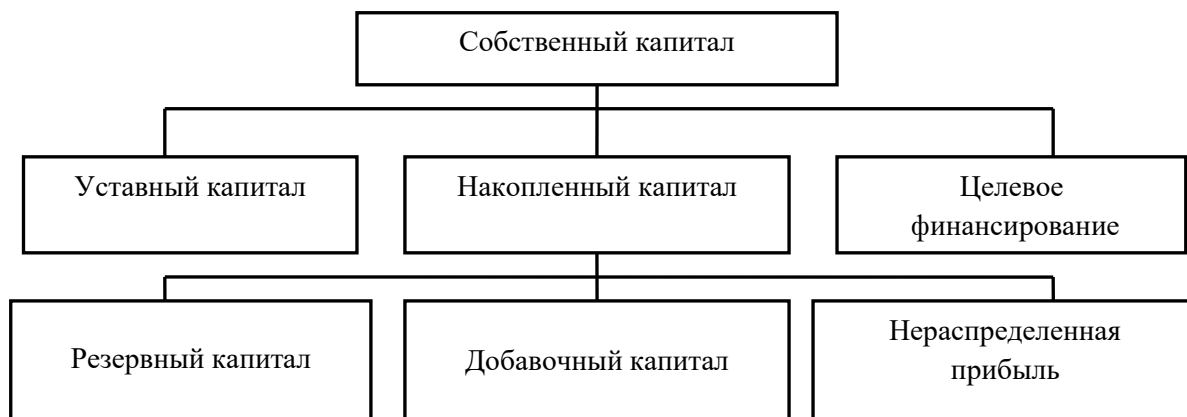 Собственный капитал
Уставный капитал
Накопленный капитал
Целевое
финансирование
Резервный капитал
Добавочный капитал
Нераспределенная
прибыль